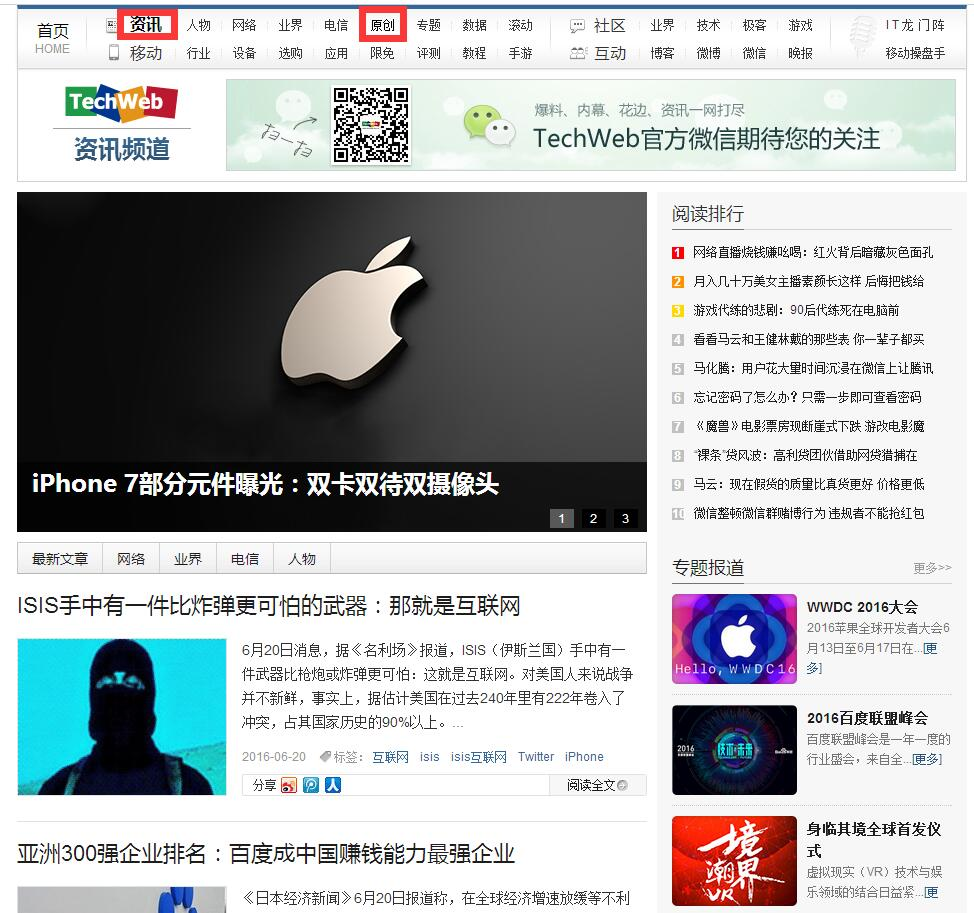 首页
HOME
资讯 人物 网络 业界 电信 原创 专题 数据 滚动
移动 行业 设备 选购 应用 限免 评测 教程 手游
社区 业界 技术 极客 游戏
互动 博客 微博 微信 晚报
IT龙门阵
移动操盘手
TechWeb
资讯频道
扫一扫
爆料、内幕、花边、资讯一网打尽
TechWeb官方微信期待您的关注
iPhone 7部分元件曝光：双卡双待双摄像头
1 2 3
最新文章 网络 业界 电信 人物
ISIS手中有一件比炸弹更可怕的武器：那就是互联网
6月20日消息，据《名利场》报道，ISIS（伊斯兰国）手中有一
件武器比枪炮或炸弹更可怕：这就是互联网。对美国人来说战争
并不新鲜，事实上，据估计美国在过去240年里有222年卷入了
冲突，占其国家历史的90%以上。...
2016-06-20 标签： 互联网 isis isis互联网 Twitter iPhone
分享 阅读全文
亚洲300强企业排名：百度成中国赚钱能力最强企业
《日本经济新闻》6月20日报道称，在全球经济增速放缓等不利
阅读排行
1 网络直播烧钱赚吆喝：红火背后暗藏灰色面孔
2 月入几十万美女主播素颜长这样 后悔把钱给
3 游戏代练的悲剧：90后代练死在电脑前
4 看看马云和王健林戴的那些表 你一辈子都买
5 马化腾：用户花大量时间沉浸在微信上让腾讯
6 忘记密码了怎么办？只需一步即可查看密码
7 《魔兽》电影票房现断崖式下跌 游改电影魔
8 “裸条”贷风波：高利贷团伙借助网贷猎捕在
9 马云：现在假货的质量比真货更好 价格更低
10 微信整顿微信群赌博行为 违规者不能抢红包
专题报道 更多>>
Hello, WWDC16
WWDC 2016大会
2016苹果全球开发者大会6
月13日至6月17日在...[更
多]
2016 技术·未来
2016百度联盟峰会
百度联盟峰会是一年一度的
行业盛会，来自全...[更多]
境界
潮VR
身临其境全球首发仪
式
虚拟现实（VR）技术与娱
乐领域的结合日益紧...[更